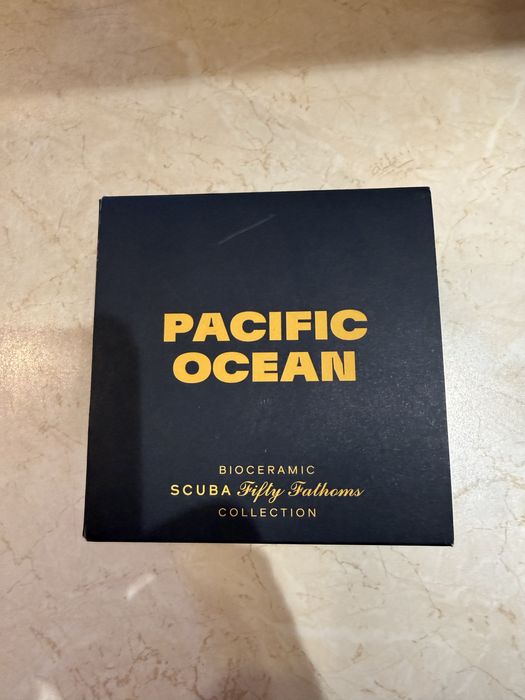 PACIFIC
OCEAN
BIOCERAMIC
SCUBA Fifty Fathoms
COLLECTION